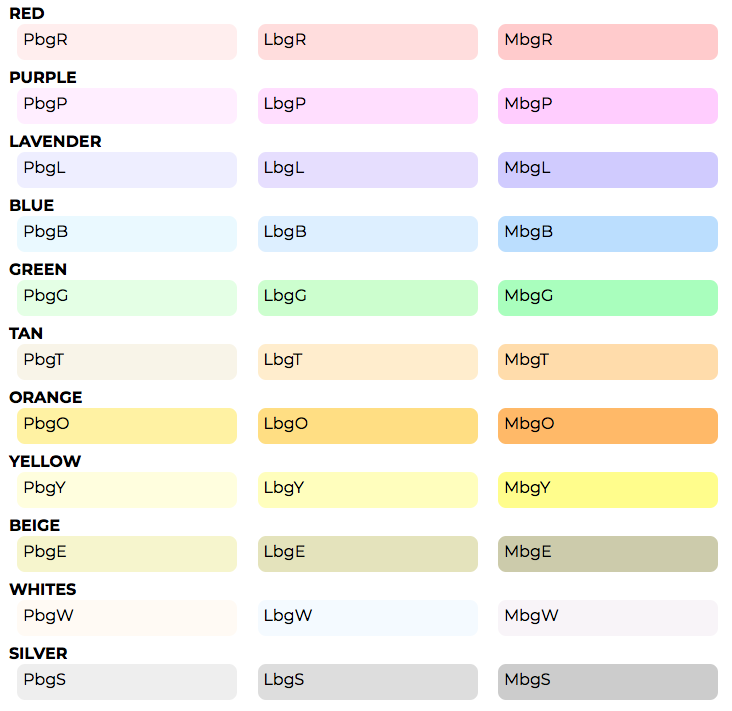 RED
PbgR LbgR MbgR
PURPLE
PbgP LbgP MbgP
LAVENDER
PbgL LbgL MbgL
BLUE
PbgB LbgB MbgB
GREEN
PbgG LbgG MbgG
TAN
PbgT LbgT MbgT
ORANGE
PbgO LbgO MbgO
YELLOW
PbgY LbgY MbgY
BEIGE
PbgE LbgE MbgE
WHITES
PbgW LbgW MbgW
SILVER
PbgS LbgS MbgS